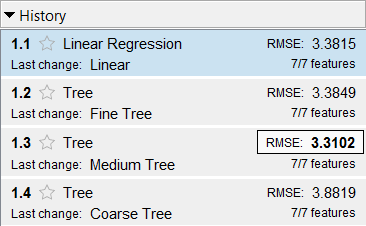 History
1.1 Linear Regression RMSE: 3.3815
Last change: Linear 7/7 features
1.2 Tree RMSE: 3.3849
Last change: Fine Tree 7/7 features
1.3 Tree RMSE: 3.3102
Last change: Medium Tree 7/7 features
1.4 Tree RMSE: 3.8819
Last change: Coarse Tree 7/7 features